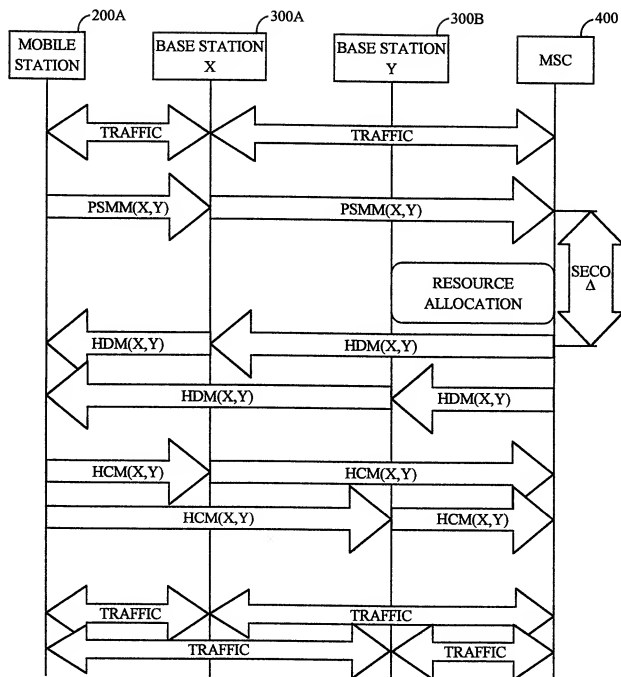 200A
300A
300B
400
MOBILE
STATION
BASE STATION
X
BASE STATION
Y
MSC
TRAFFIC
TRAFFIC
PSMM(X,Y)
PSMM(X,Y)
RESOURCE
ALLOCATION
SECO
Δ
HDM(X,Y)
HDM(X,Y)
HDM(X,Y)
HDM(X,Y)
HCM(X,Y)
HCM(X,Y)
HCM(X,Y)
HCM(X,Y)
TRAFFIC
TRAFFIC
TRAFFIC
TRAFFIC